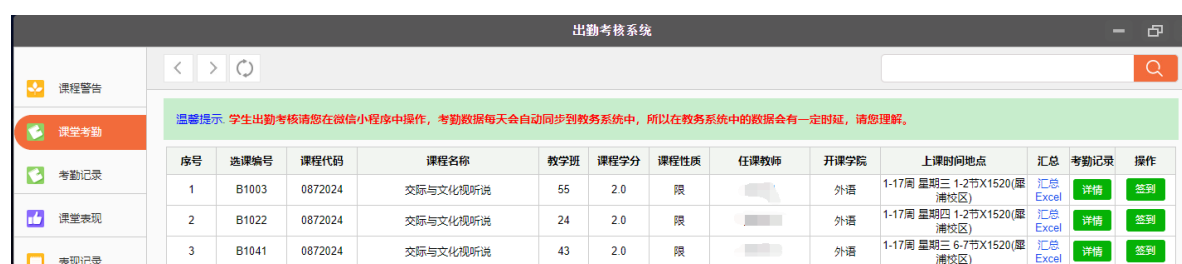 出勤考核系统
课程警告
课堂考勤
考勤记录
课堂表现
表现记录
温馨提示. 学生出勤考核请您在微信小程序中操作，考勤数据每天会自动同步到教务系统中，所以在教务系统中的数据会有一定时延，请您理解。
序号 选课编号 课程代码 课程名称 教学班 课程学分 课程性质 任课教师 开课学院 上课时间地点 汇总 考勤记录 操作
1 B1003 0872024 交际与文化视听说 55 2.0 限 外语 1-17周 星期三 1-2节X1520(犀浦校区) 汇总 Excel 详情 签到
2 B1022 0872024 交际与文化视听说 24 2.0 限 外语 1-17周 星期四 1-2节X1520(犀浦校区) 汇总 Excel 详情 签到
3 B1041 0872024 交际与文化视听说 43 2.0 限 外语 1-17周 星期三 6-7节X1520(犀浦校区) 汇总 Excel 详情 签到